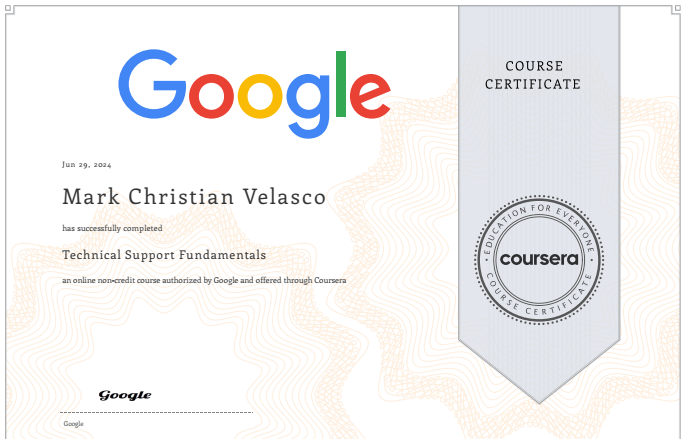 Google
COURSE
CERTIFICATE
Jun 29, 2024
Mark Christian Velasco
has successfully completed
Technical Support Fundamentals
an online non-credit course authorized by Google and offered through Coursera
EDUCATION FOR EVERYONE
coursera
COURSE CERTIFICATE
Google
Google